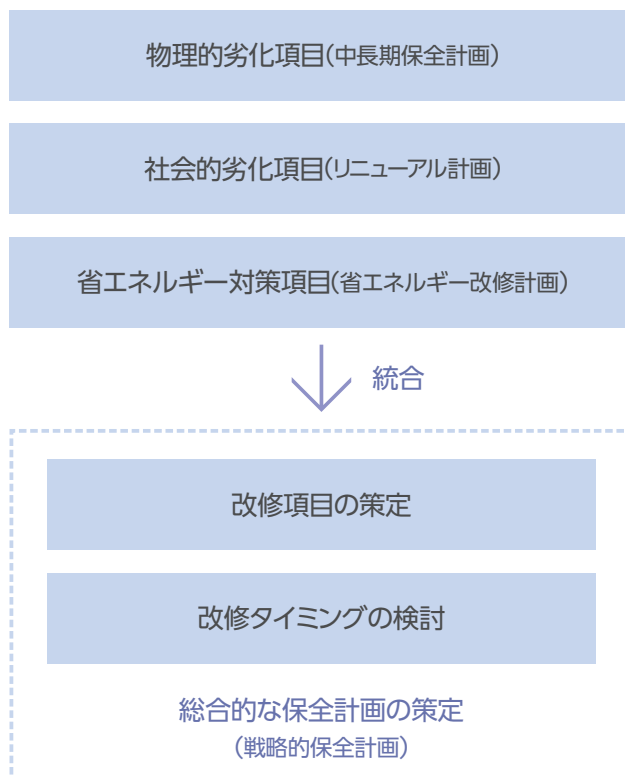 物理的劣化項目(中長期保全計画)
社会的劣化項目(リニューアル計画)
省エネルギー対策項目(省エネルギー改修計画)
統合
改修項目の策定
改修タイミングの検討
総合的な保全計画の策定
(戦略的保全計画)